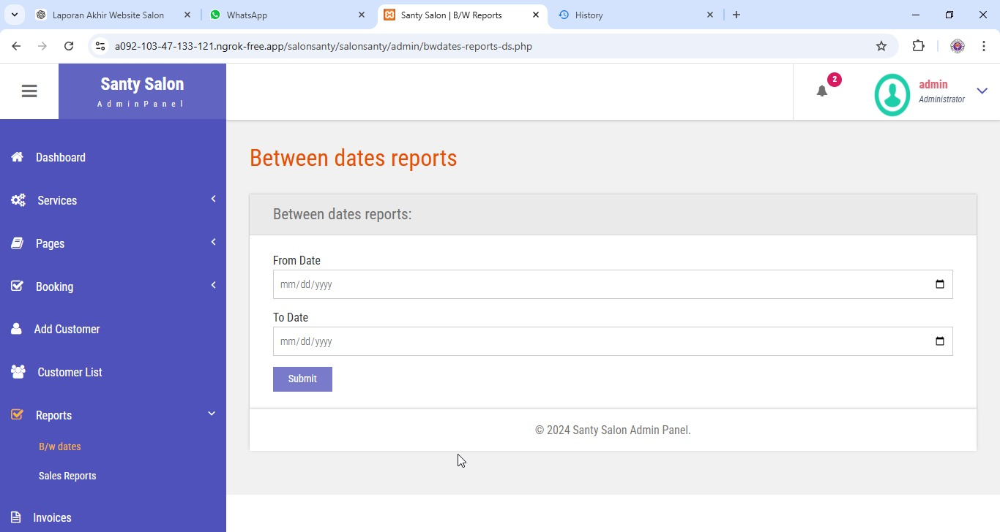 Laporan Akhir Website Salon
WhatsApp
Santy Salon | B/W Reports
History
a092-103-47-133-121.ngrok-free.app/salonsanty/salonsanty/admin/bwdates-reports-ds.php
Santy Salon
AdminPanel
2
admin
Administrator
Dashboard
Services
Pages
Booking
Add Customer
Customer List
Reports
B/w dates
Sales Reports
Invoices
Between dates reports
Between dates reports:
From Date
mm/dd/yyyy
To Date
mm/dd/yyyy
Submit
© 2024 Santy Salon Admin Panel.